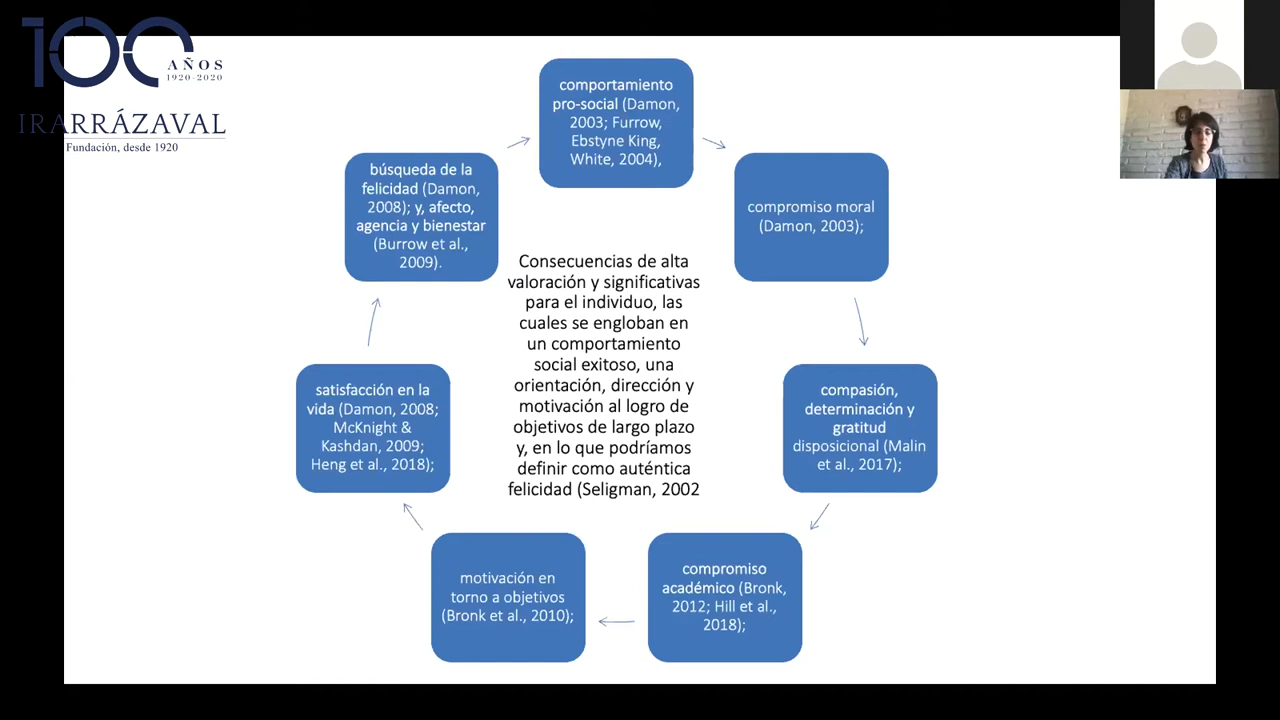 100
AÑOS
1920-2020
IRARRÁZAVAL
Fundación, desde 1920
comportamiento
pro-social (Damon,
2003; Furrow,
Ebstyne King,
White, 2004),
compromiso moral
(Damon, 2003);
compasión,
determinación y
gratitud
disposicional (Malin
et al., 2017);
compromiso
académico (Bronk,
2012; Hill et al.,
2018);
motivación en
torno a objetivos
(Bronk et al., 2010);
satisfacción en la
vida (Damon, 2008;
McKnight &
Kashdan, 2009;
Heng et al., 2018);
búsqueda de la
felicidad (Damon,
2008); y, afecto,
agencia y bienestar
(Burrow et al.,
2009).
Consecuencias de alta
valoración y significativas
para el individuo, las
cuales se engloban en
un comportamiento
social exitoso, una
orientación, dirección y
motivación al logro de
objetivos de largo plazo
y, en lo que podríamos
definir como auténtica
felicidad (Seligman, 2002